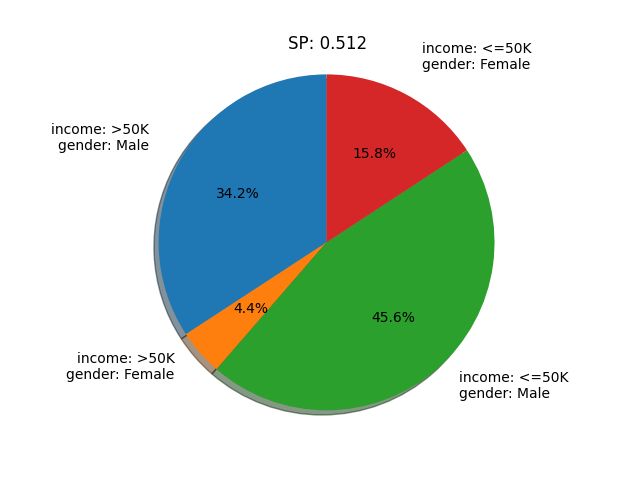 SP: 0.512
income: <=50K
gender: Female
income: >50K
gender: Male
15.8%
34.2%
4.4%
45.6%
income: >50K
gender: Female
income: <=50K
gender: Male